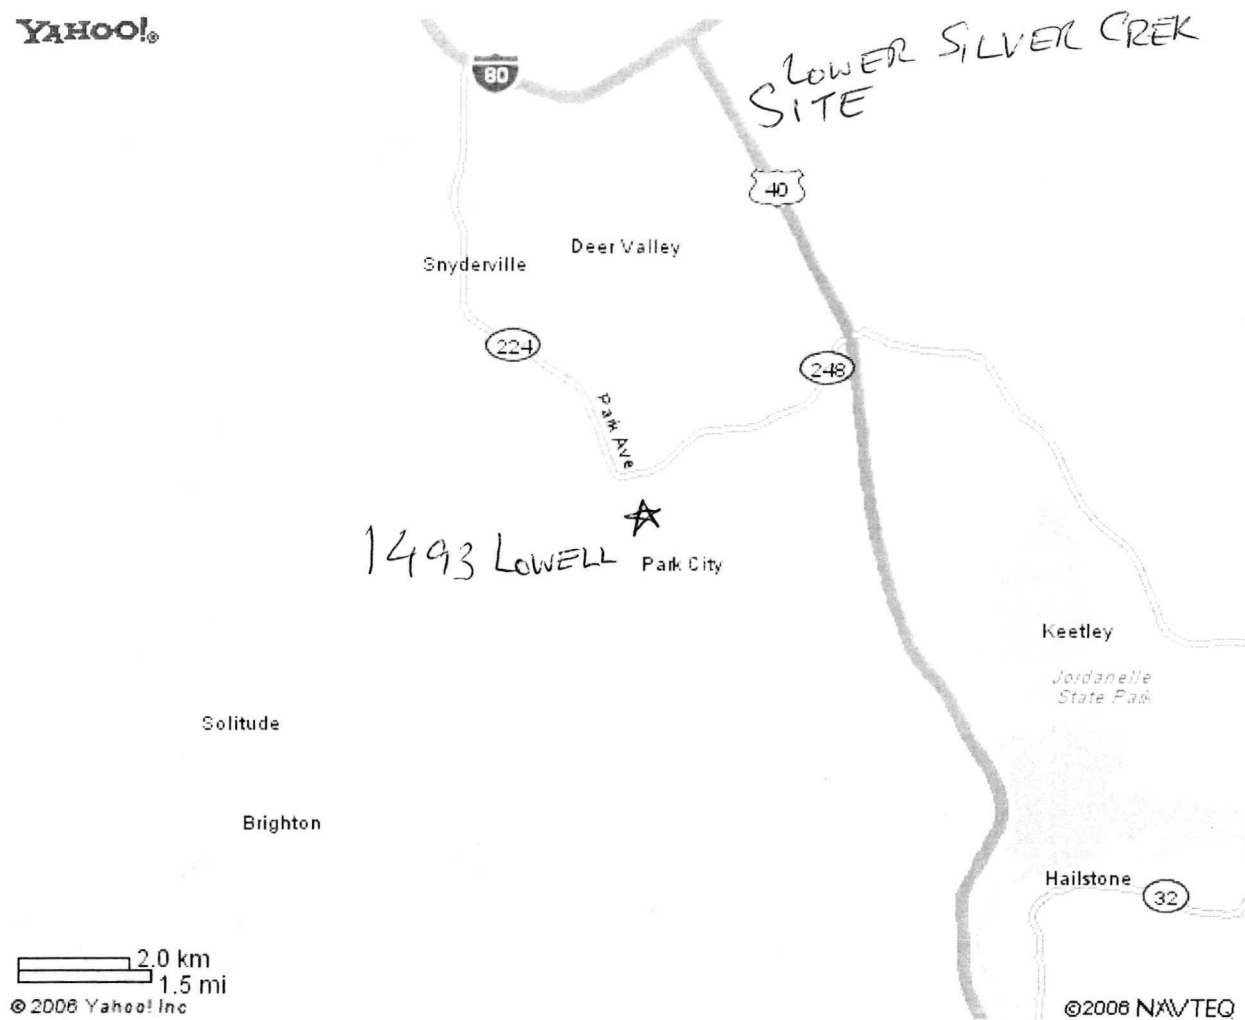 YAHOO!®
80
LOWER SILVER CREK
SITE
40
Deer Valley
Snyderville
224
248
Park Ave
1493 LOWELL
Park City
Keetley
Jordanelle
State Park
Solitude
Brighton
Hailstone
32
2.0 km
1.5 mi
© 2006 Yahoo! Inc
©2006 NAVTEQ